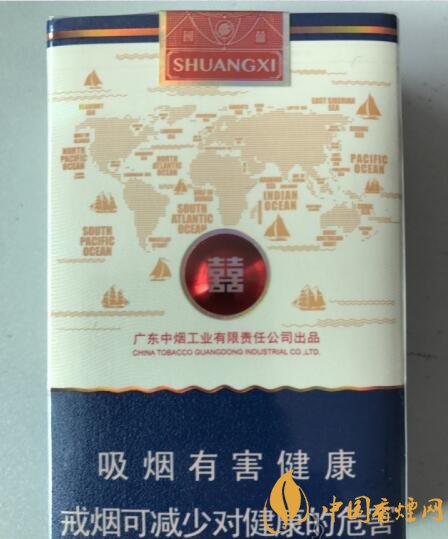 SHUANGXI
EAST SIBERIAN SEA
NORTH PACIFIC OCEAN
NORTH ATLANTIC OCEAN
PACIFIC OCEAN
INDIAN OCEAN
SOUTH ATLANTIC OCEAN
SOUTH PACIFIC OCEAN
囍
广东中烟工业有限责任公司出品
CHINA TOBACCO GUANGDONG INDUSTRIAL CO.,LTD.
吸烟有害健康
戒烟可减少对健康的危害
中国香烟网